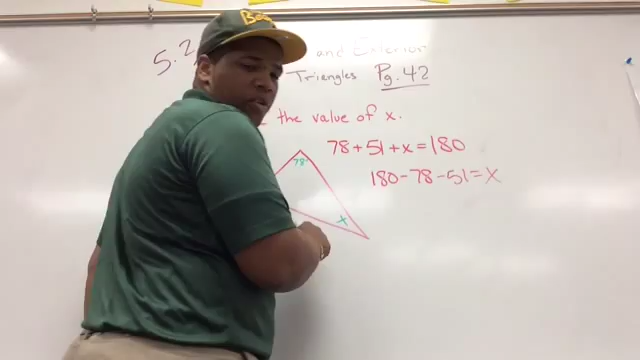 5.2 and Exterior
Triangles Pg. 42
the value of x.
78 + 51 + x = 180
180 - 78 - 51 = x
78°
x